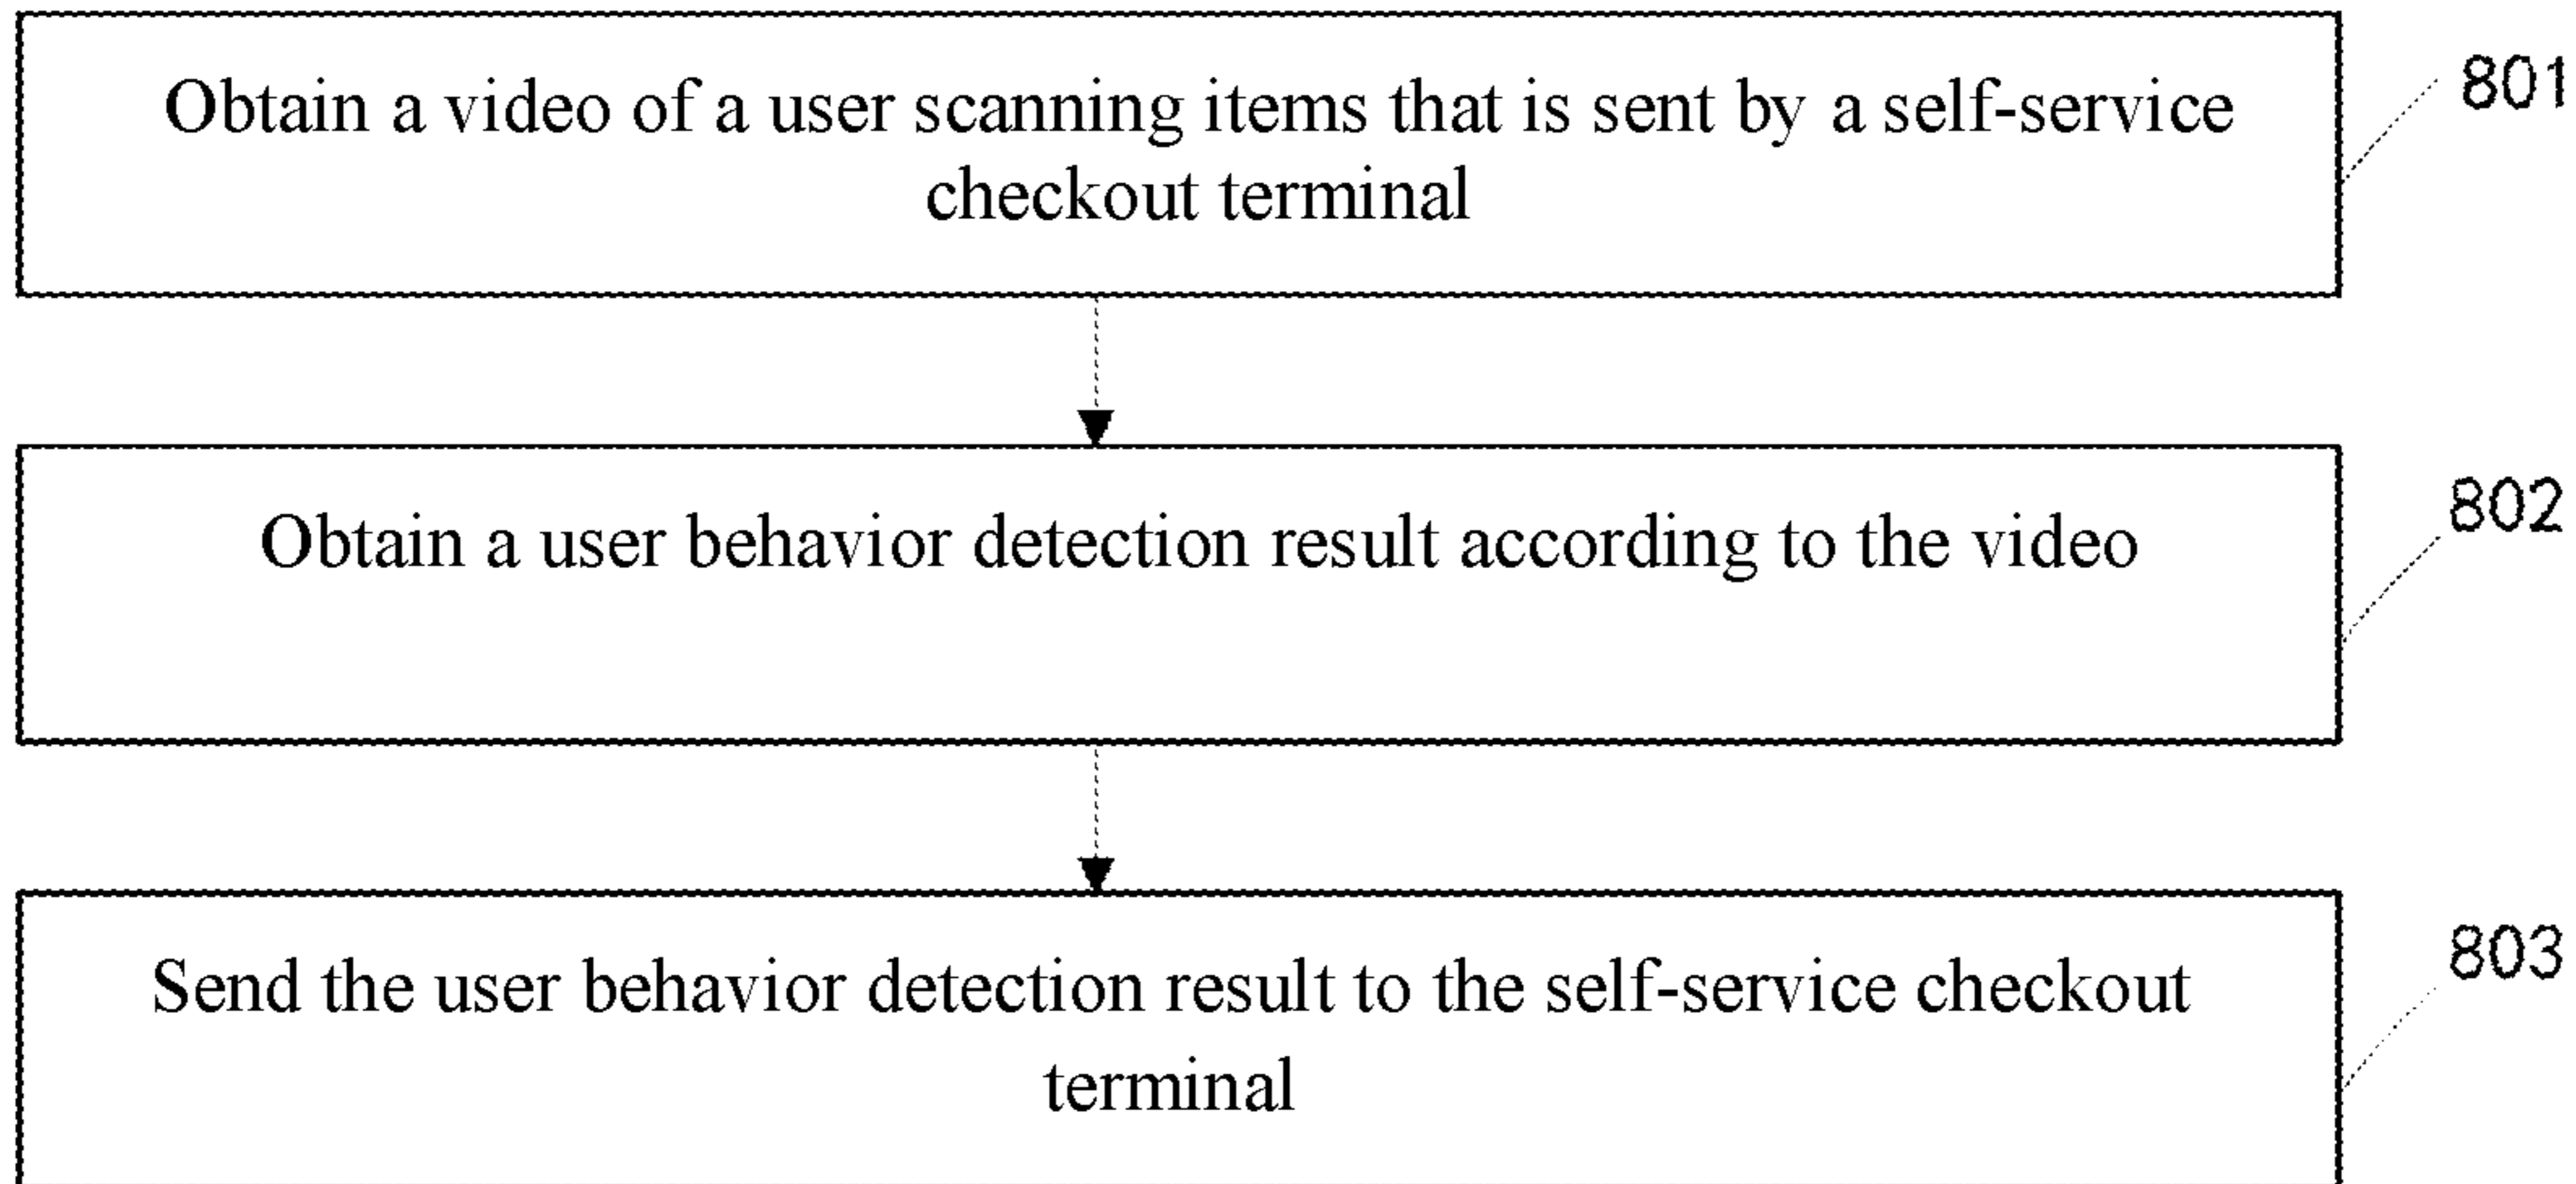 Obtain a video of a user scanning items that is sent by a self-service
checkout terminal
801
Obtain a user behavior detection result according to the video
802
Send the user behavior detection result to the self-service checkout
terminal
803